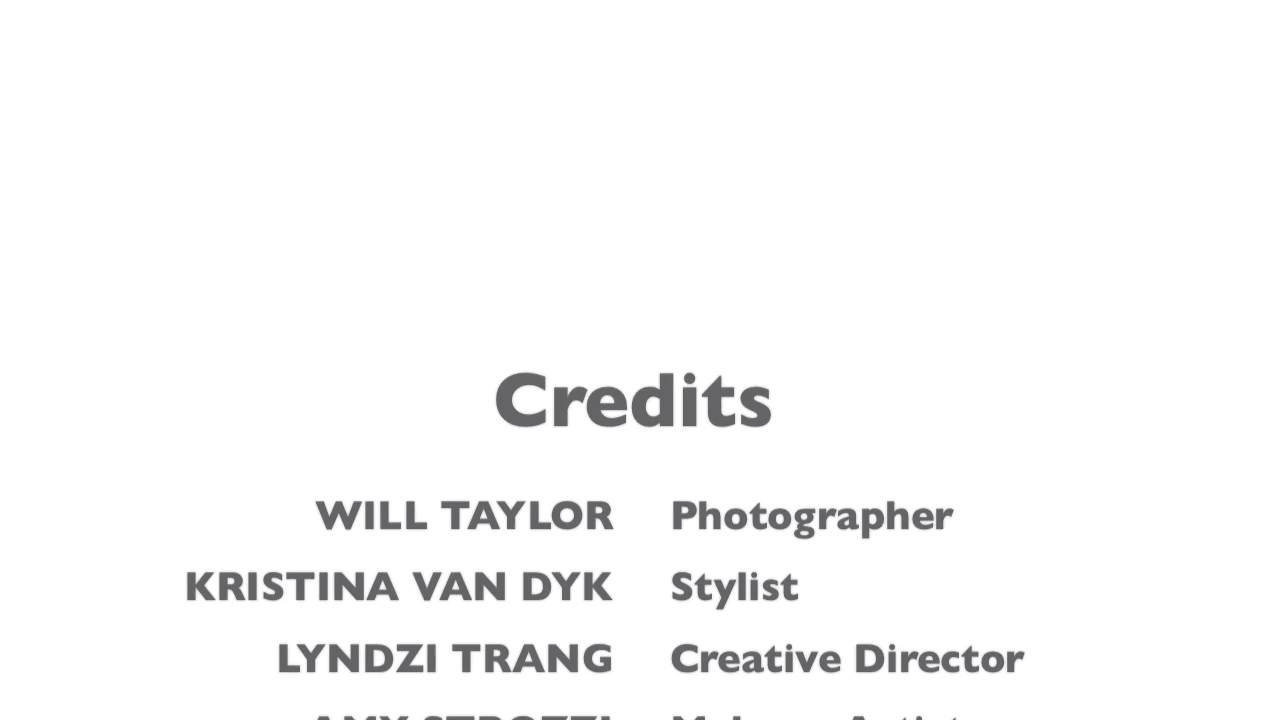 Credits
WILL TAYLOR Photographer
KRISTINA VAN DYK Stylist
LYNDZI TRANG Creative Director